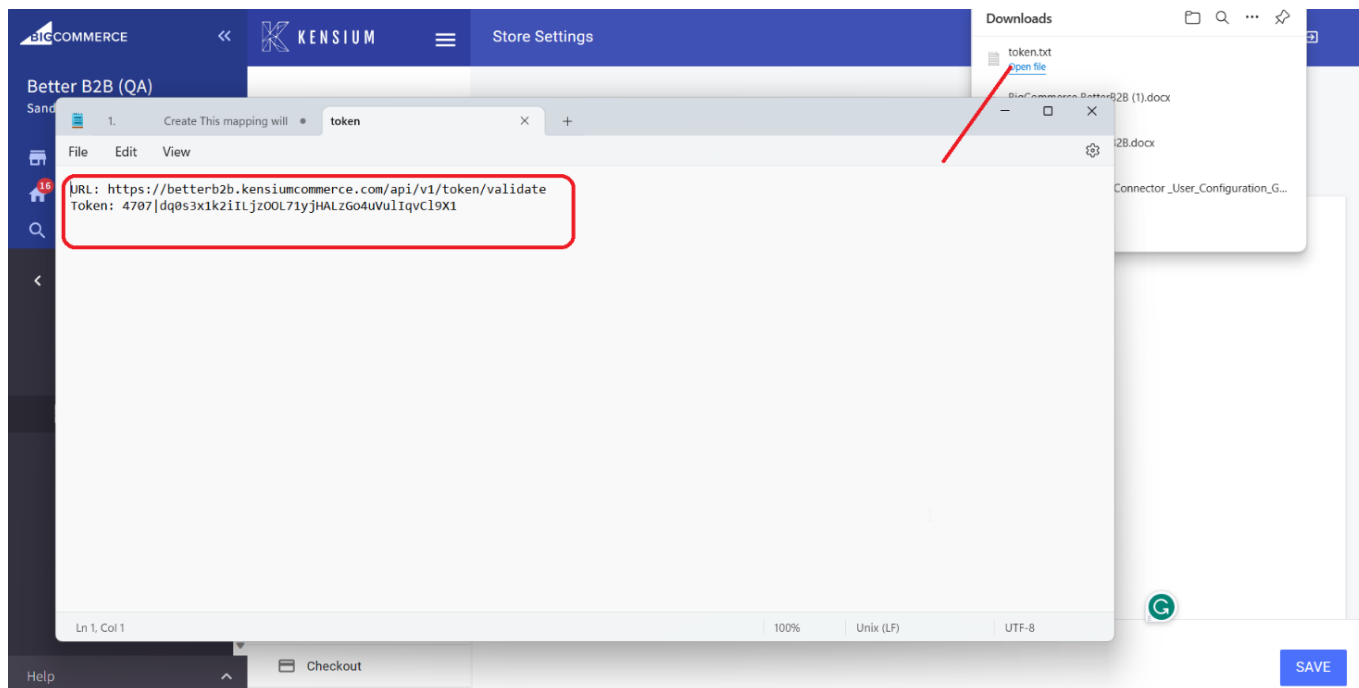 BIGCOMMERCE
KENSIUM
Store Settings
Downloads
token.txt
Open file
Better B2B (QA)
Sand
BigCommerce BetterB2B (1).docx
1. Create This mapping will
token
2B.docx
File Edit View
16
URL: https://betterb2b.kensiumcommerce.com/api/v1/token/validate
Token: 4707|dq0s3x1k2iILjzOOL71yjHALzGo4uVulIqvCl9X1
Connector _User_Configuration_G...
Ln 1, Col 1
100%
Unix (LF)
UTF-8
Help
Checkout
SAVE